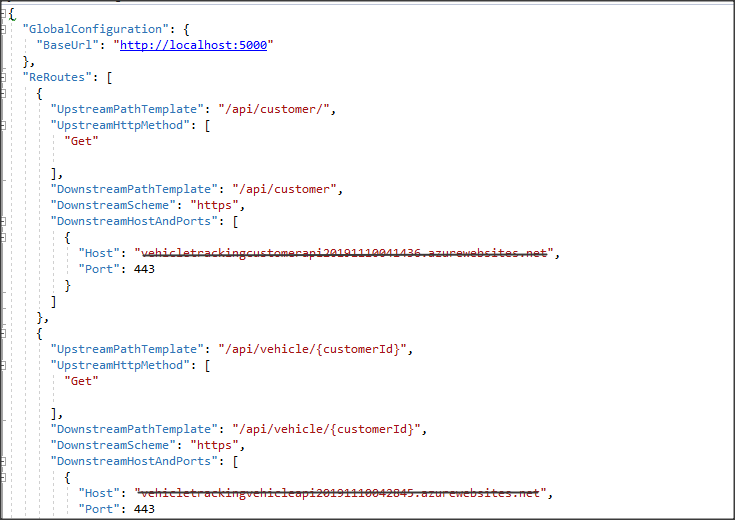 {
"GlobalConfiguration": {
"BaseUrl": "http://localhost:5000"
},
"ReRoutes": [
{
"UpstreamPathTemplate": "/api/customer/",
"UpstreamHttpMethod": [
"Get"
],
"DownstreamPathTemplate": "/api/customer",
"DownstreamScheme": "https",
"DownstreamHostAndPorts": [
{
"Host": "vehicletrackingcustomerapi20191110041436.azurewebsites.net",
"Port": 443
}
]
},
{
"UpstreamPathTemplate": "/api/vehicle/{customerId}",
"UpstreamHttpMethod": [
"Get"
],
"DownstreamPathTemplate": "/api/vehicle/{customerId}",
"DownstreamScheme": "https",
"DownstreamHostAndPorts": [
{
"Host": "vehicletrackingvehicleapi20191110042845.azurewebsites.net",
"Port": 443